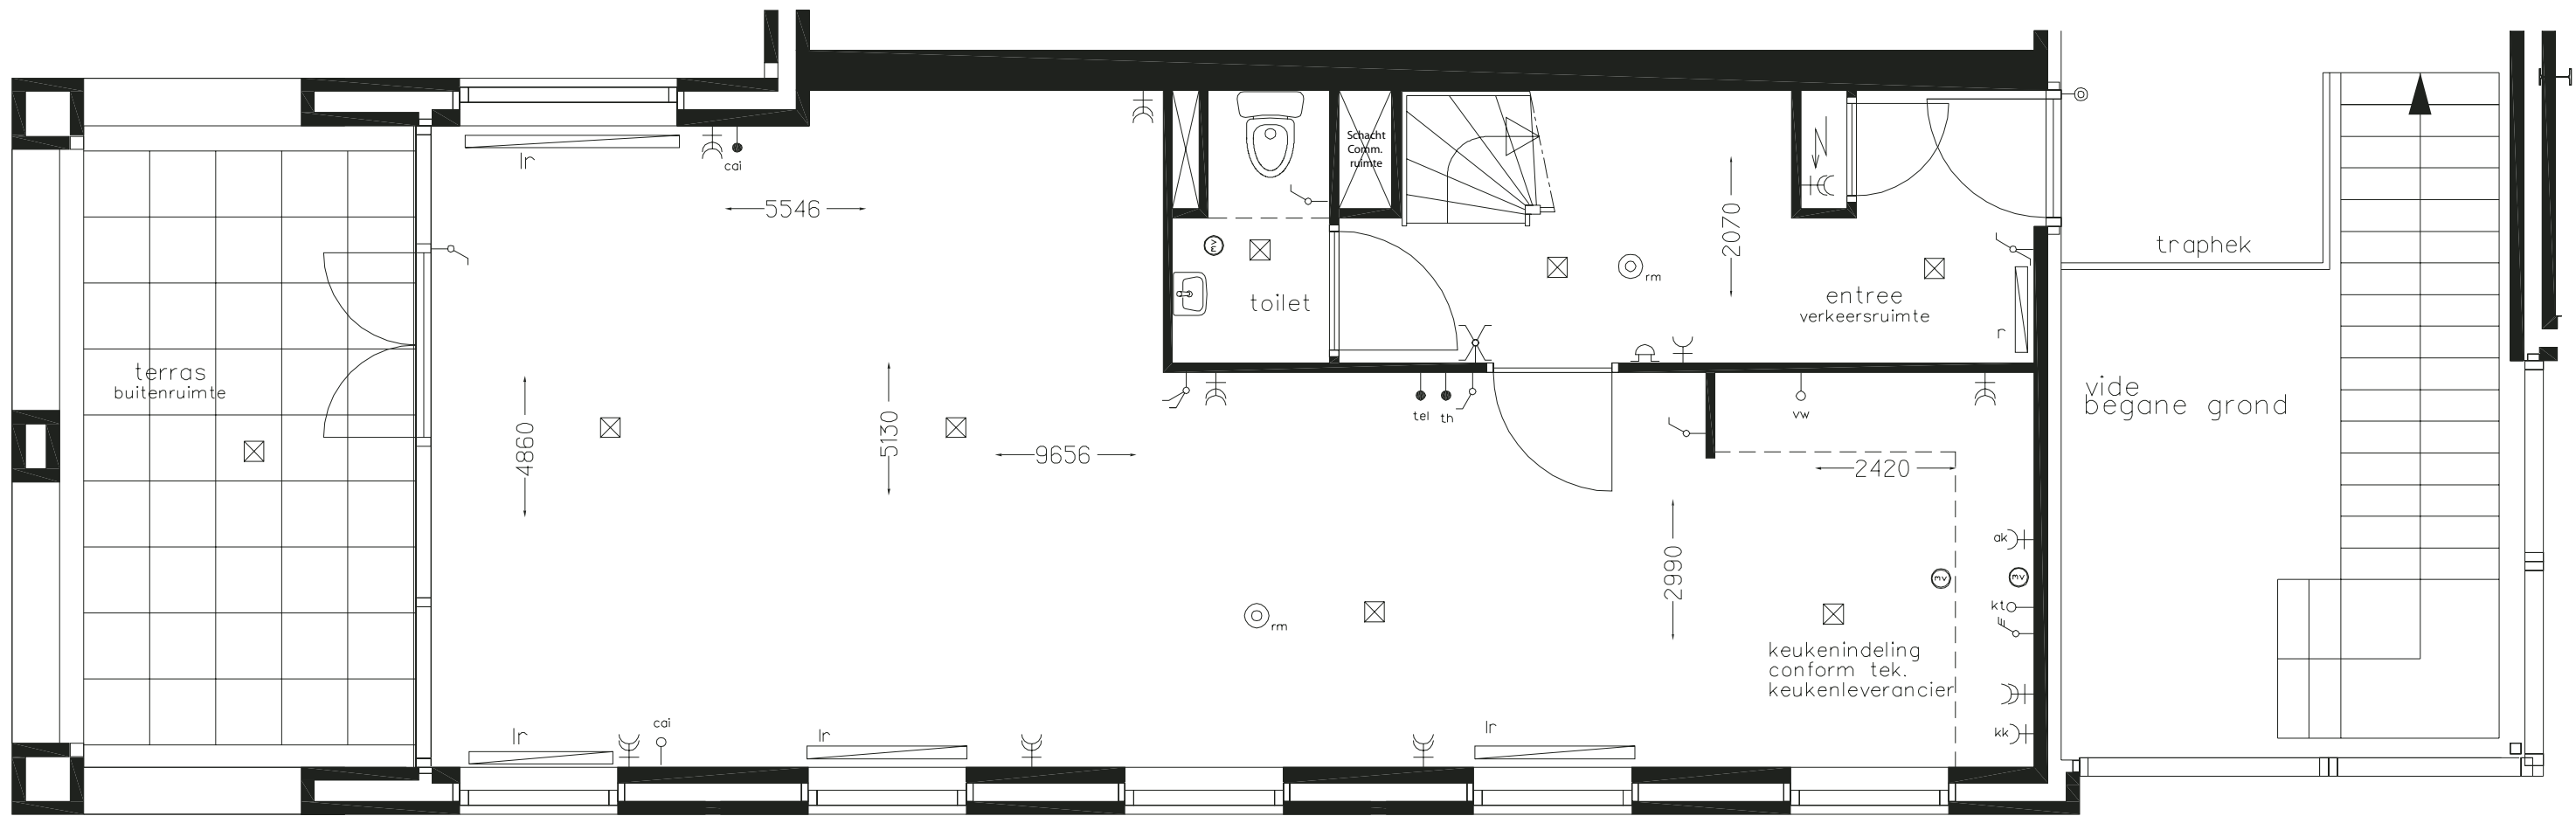 lr
cai
5546
Schacht
Comm.
ruimte
mv
toilet
rm
2070
entree
verkeersruimte
r
traphek
terras
buitenruimte
4860
5130
9656
tel
th
vw
2420
vide
begane grond
2990
ak
mv
mv
kt
rm
keukenindeling
conform tek.
keukenleverancier
kk
lr
cai
lr
lr